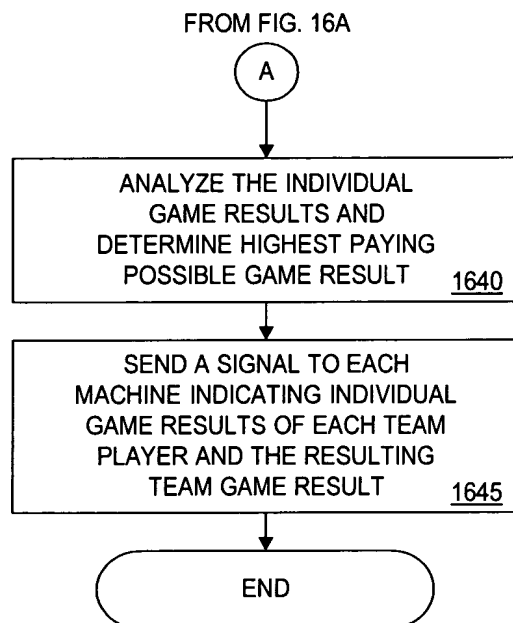 FROM FIG. 16A
A
ANALYZE THE INDIVIDUAL
GAME RESULTS AND
DETERMINE HIGHEST PAYING
POSSIBLE GAME RESULT
1640
SEND A SIGNAL TO EACH
MACHINE INDICATING INDIVIDUAL
GAME RESULTS OF EACH TEAM
PLAYER AND THE RESULTING
TEAM GAME RESULT
1645
END